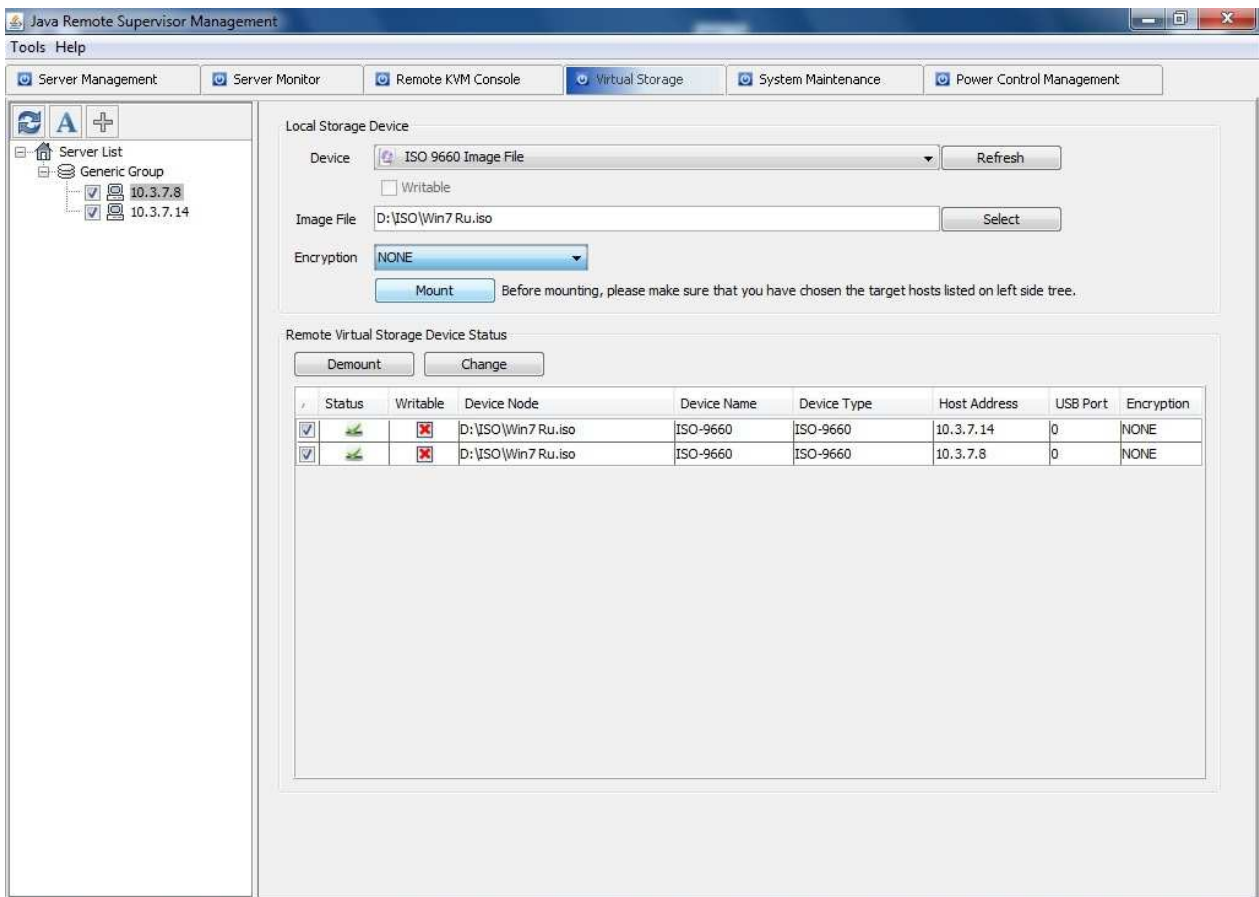 Java Remote Supervisor Management
Tools Help
Server Management Server Monitor Remote KVM Console Virtual Storage System Maintenance Power Control Management
A
Server List
Generic Group
10.3.7.8
10.3.7.14
Local Storage Device
Device ISO 9660 Image File Refresh
Writable
Image File D:\ISO\Win7 Ru.iso Select
Encryption NONE
Mount Before mounting, please make sure that you have chosen the target hosts listed on left side tree.
Remote Virtual Storage Device Status
Demount Change
Status Writable Device Node Device Name Device Type Host Address USB Port Encryption
D:\ISO\Win7 Ru.iso ISO-9660 ISO-9660 10.3.7.14 0 NONE
D:\ISO\Win7 Ru.iso ISO-9660 ISO-9660 10.3.7.8 0 NONE